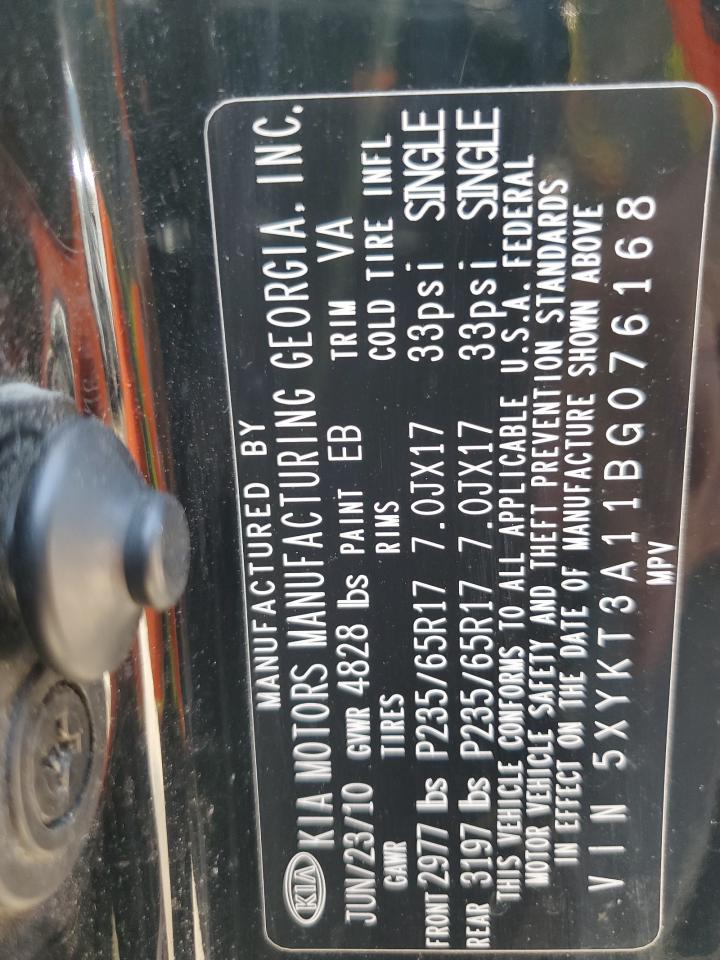 MANUFACTURED BY
KIA KIA MOTORS MANUFACTURING GEORGIA, INC.
JUN/23/10 GVWR 4828 lbs PAINT EB TRIM VA
GAWR TIRES RIMS COLD TIRE INFL
FRONT 2977 lbs P235/65R17 7.0JX17 33psi SINGLE
REAR 3197 lbs P235/65R17 7.0JX17 33psi SINGLE
THIS VEHICLE CONFORMS TO ALL APPLICABLE U.S.A. FEDERAL
MOTOR VEHICLE SAFETY AND THEFT PREVENTION STANDARDS
IN EFFECT ON THE DATE OF MANUFACTURE SHOWN ABOVE
VIN 5XYKT3A11BG076168
MPV